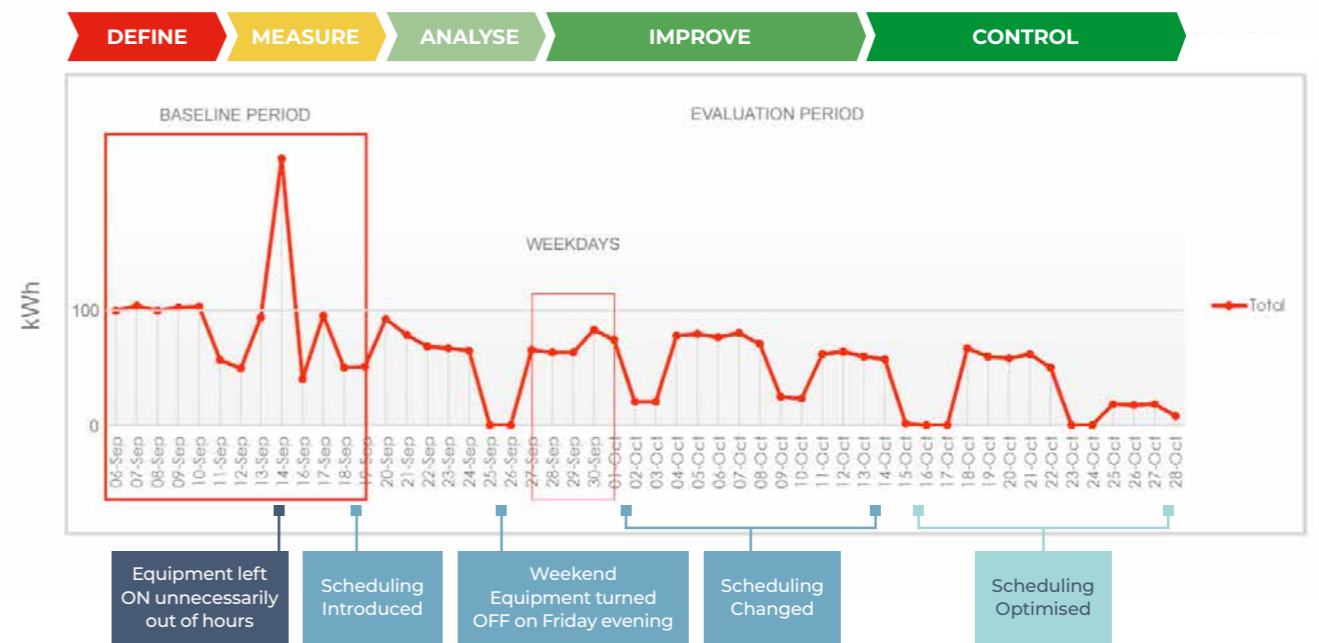 DEFINE
MEASURE
ANALYSE
IMPROVE
CONTROL
BASELINE PERIOD
EVALUATION PERIOD
WEEKDAYS
kWh
100
0
Total
06-Sep
07-Sep
08-Sep
09-Sep
10-Sep
11-Sep
12-Sep
13-Sep
14-Sep
16-Sep
17-Sep
18-Sep
19-Sep
20-Sep
21-Sep
22-Sep
23-Sep
24-Sep
25-Sep
26-Sep
27-Sep
28-Sep
29-Sep
30-Sep
01-Oct
02-Oct
03-Oct
04-Oct
05-Oct
06-Oct
07-Oct
08-Oct
09-Oct
10-Oct
11-Oct
12-Oct
13-Oct
14-Oct
15-Oct
16-Oct
17-Oct
18-Oct
19-Oct
20-Oct
21-Oct
22-Oct
23-Oct
24-Oct
25-Oct
26-Oct
27-Oct
28-Oct
Equipment left
ON unnecessarily
out of hours
Scheduling
Introduced
Weekend
Equipment turned
OFF on Friday evening
Scheduling
Changed
Scheduling
Optimised